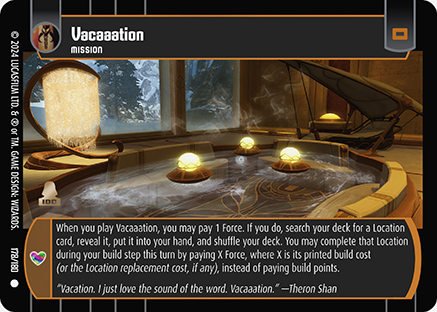 Vacaaation
MISSION
© 2024 LUCASFILM LTD. & ® or TM. GAME DESIGN: WIZARDS.
173/180
When you play Vacaaation, you may pay 1 Force. If you do, search your deck for a Location
card, reveal it, put it into your hand, and shuffle your deck. You may complete that Location
during your build step this turn by paying X Force, where X is its printed build cost
(or the Location replacement cost, if any), instead of paying build points.
"Vacation. I just love the sound of the word. Vacaaation." —Theron Shan